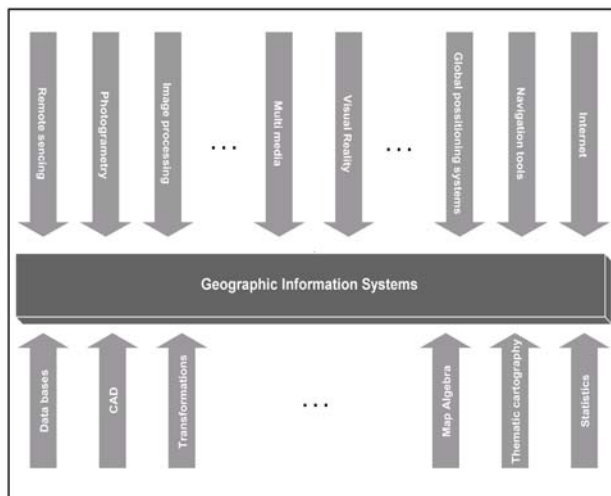 Remote sencing
Photogrametry
Image processing
...
Multi media
Visual Reality
...
Global possitioning systems
Navigation tools
Internet
Geographic Information Systems
Data bases
CAD
Transformations
...
Map Algebra
Thematic cartography
Statistics